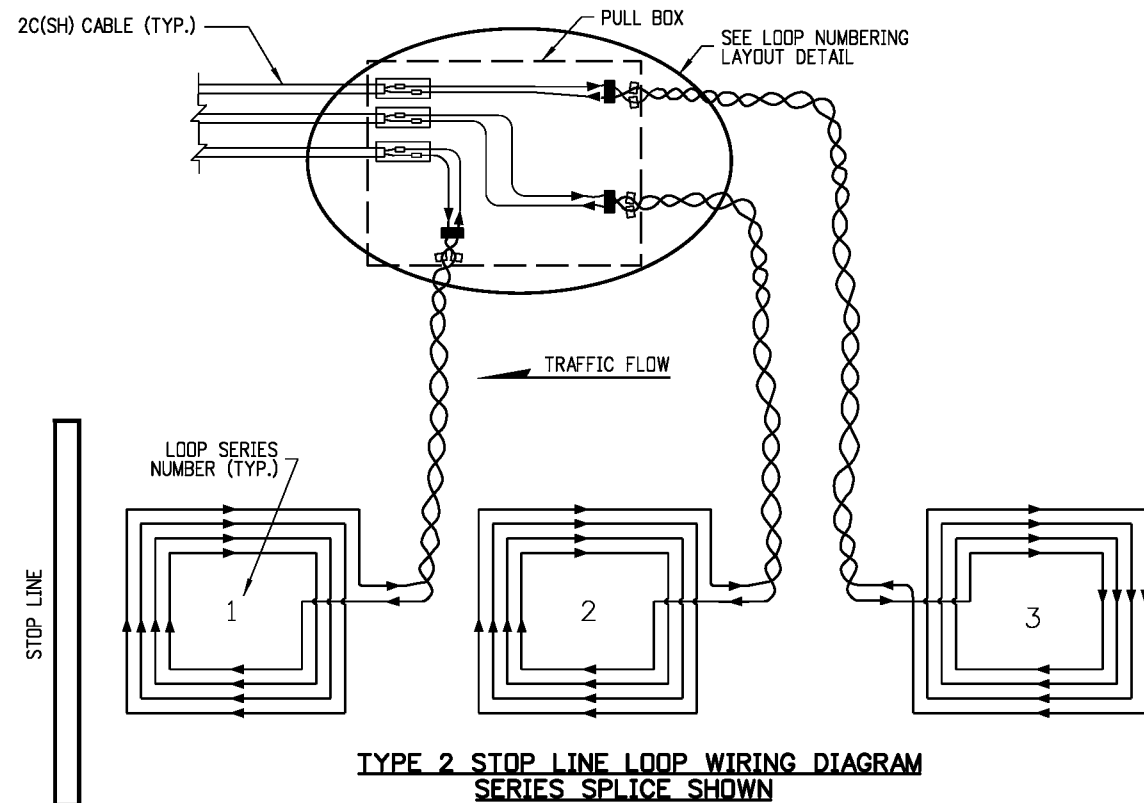 2C(SH) CABLE (TYP.)
PULL BOX
SEE LOOP NUMBERING
LAYOUT DETAIL
TRAFFIC FLOW
LOOP SERIES
NUMBER (TYP.)
STOP LINE
1
2
3
TYPE 2 STOP LINE LOOP WIRING DIAGRAM
SERIES SPLICE SHOWN